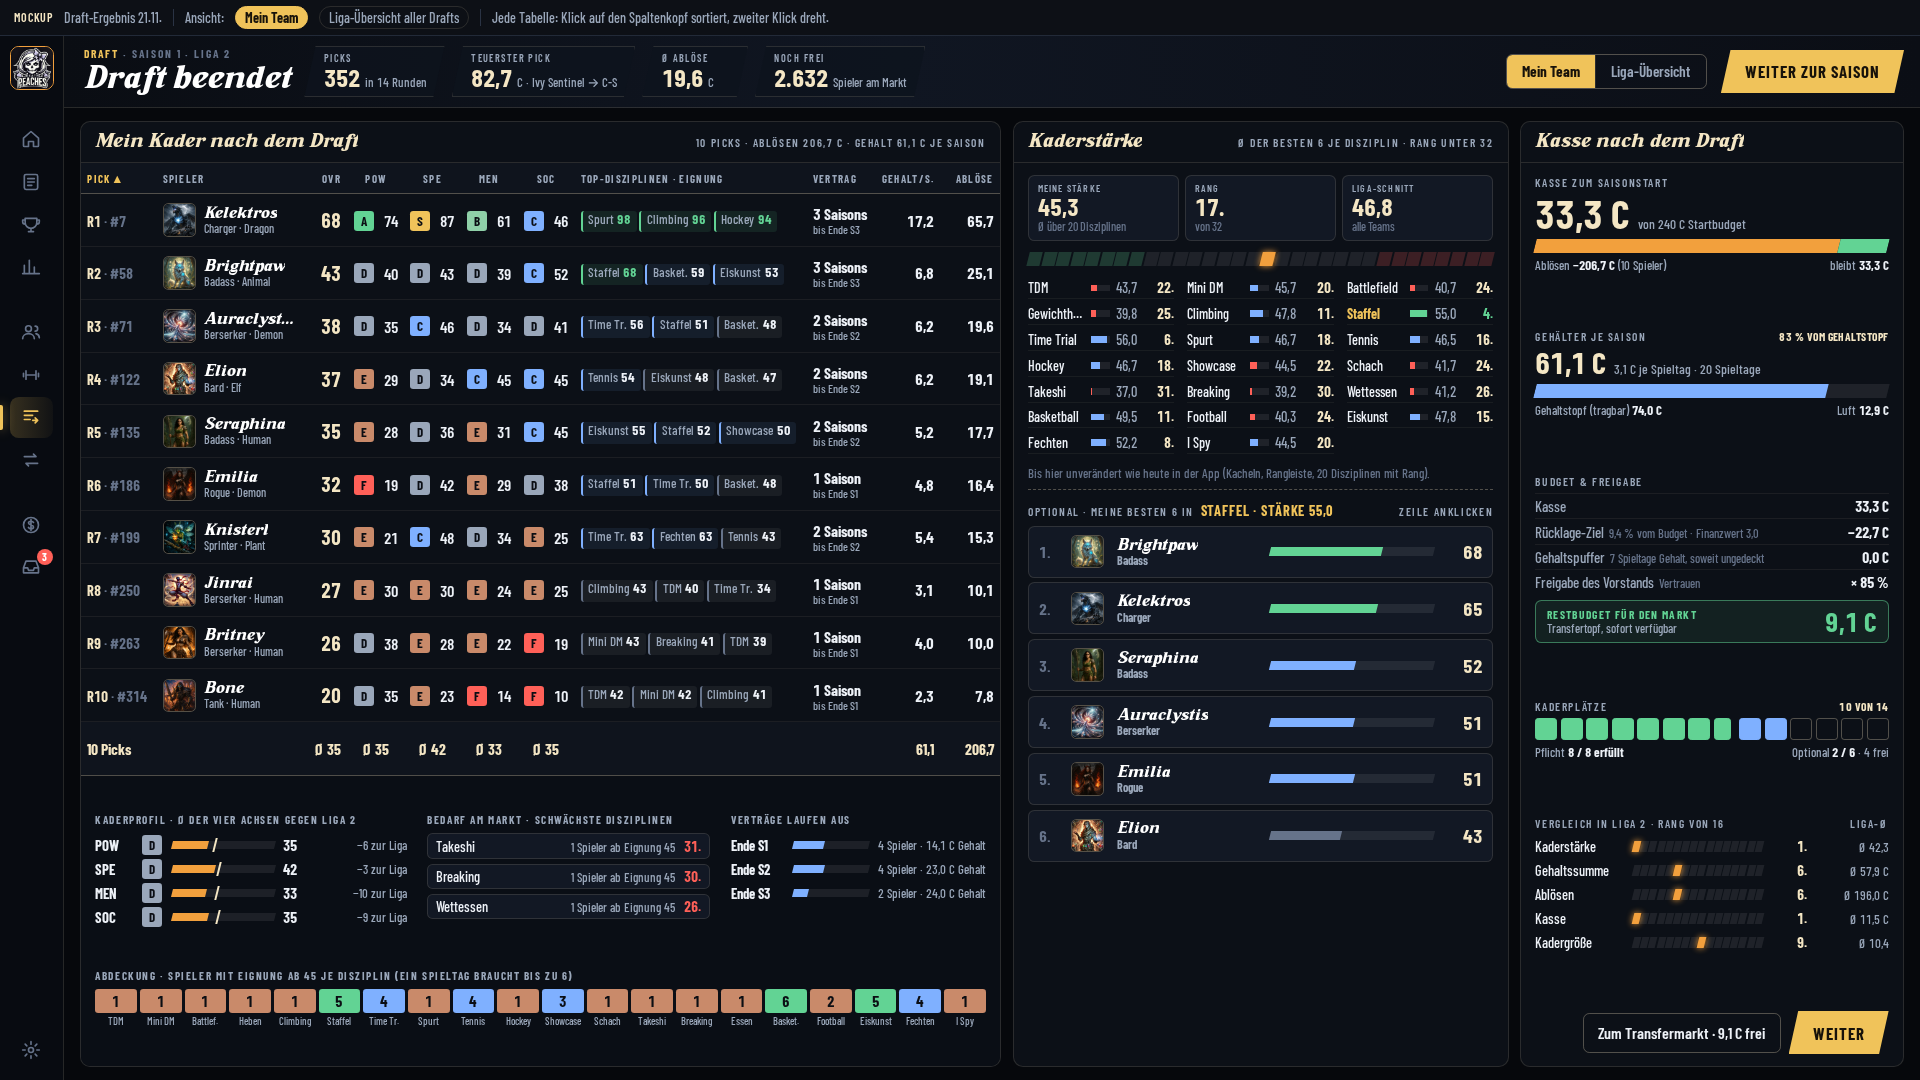 MOCKUP Draft-Ergebnis 21.11. Ansicht: Mein Team Liga-Übersicht aller Drafts Jede Tabelle: Klick auf den Spaltenkopf sortiert, zweiter Klick dreht.
DRAFT · SAISON 1 · LIGA 2
Draft beendet
PICKS
352 in 14 Runden
TEUERSTER PICK
82,7 C · Ivy Sentinel → C-S
Ø ABLÖSE
19,6 C
NOCH FREI
2.632 Spieler am Markt
Mein Team Liga-Übersicht
WEITER ZUR SAISON
3
Mein Kader nach dem Draft 10 PICKS · ABLÖSEN 206,7 C · GEHALT 61,1 C JE SAISON
PICK ▲ SPIELER OVR POW SPE MEN SOC TOP-DISZIPLINEN · EIGNUNG VERTRAG GEHALT/S. ABLÖSE
R1 · #7 Kelektros Charger · Dragon 68 A 74 S 87 B 61 C 46 Spurt 98 Climbing 96 Hockey 94 3 Saisons bis Ende S3 17,2 65,7
R2 · #58 Brightpaw Badass · Animal 43 D 40 D 43 D 39 C 52 Staffel 68 Basket. 59 Eiskunst 53 3 Saisons bis Ende S3 6,8 25,1
R3 · #71 Auraclyst... Berserker · Demon 38 D 35 C 46 D 34 D 41 Time Tr. 56 Staffel 51 Basket. 48 2 Saisons bis Ende S2 6,2 19,6
R4 · #122 Elion Bard · Elf 37 E 29 D 34 C 45 C 45 Tennis 54 Eiskunst 48 Basket. 47 2 Saisons bis Ende S2 6,2 19,1
R5 · #135 Seraphina Badass · Human 35 E 28 D 36 E 31 C 45 Eiskunst 55 Staffel 52 Showcase 50 2 Saisons bis Ende S2 5,2 17,7
R6 · #186 Emilia Rogue · Demon 32 F 19 D 42 E 29 D 38 Staffel 51 Time Tr. 50 Basket. 48 1 Saison bis Ende S1 4,8 16,4
R7 · #199 Knisterl Sprinter · Plant 30 E 21 C 48 D 34 E 25 Time Tr. 63 Fechten 63 Tennis 43 2 Saisons bis Ende S2 5,4 15,3
R8 · #250 Jinrai Berserker · Human 27 E 30 E 30 E 24 E 25 Climbing 43 TDM 40 Time Tr. 34 1 Saison bis Ende S1 3,1 10,1
R9 · #263 Britney Berserker · Human 26 D 38 E 28 E 22 F 19 Mini DM 43 Breaking 41 TDM 39 1 Saison bis Ende S1 4,0 10,0
R10 · #314 Bone Tank · Human 20 D 35 E 23 F 14 F 10 TDM 42 Mini DM 42 Climbing 41 1 Saison bis Ende S1 2,3 7,8
10 Picks Ø 35 Ø 35 Ø 42 Ø 33 Ø 35 61,1 206,7
KADERPROFIL · Ø DER VIER ACHSEN GEGEN LIGA 2
POW D 35 −6 zur Liga
SPE D 42 −3 zur Liga
MEN D 33 −10 zur Liga
SOC D 35 −9 zur Liga
BEDARF AM MARKT · SCHWÄCHSTE DISZIPLINEN
Takeshi 1 Spieler ab Eignung 45 31.
Breaking 1 Spieler ab Eignung 45 30.
Wettessen 1 Spieler ab Eignung 45 26.
VERTRÄGE LAUFEN AUS
Ende S1 4 Spieler · 14,1 C Gehalt
Ende S2 4 Spieler · 23,0 C Gehalt
Ende S3 2 Spieler · 24,0 C Gehalt
ABDECKUNG · SPIELER MIT EIGNUNG AB 45 JE DISZIPLIN (EIN SPIELTAG BRAUCHT BIS ZU 6)
1 1 1 1 1 5 4 1 4 1 3 1 1 1 1 6 2 5 4 1
TDM Mini DM Battlef. Heben Climbing Staffel Time Tr. Spurt Tennis Hockey Showcase Schach Takeshi Breaking Essen Basket. Football Eiskunst Fechten I Spy
Kaderstärke Ø DER BESTEN 6 JE DISZIPLIN · RANG UNTER 32
MEINE STÄRKE
45,3
Ø über 20 Disziplinen
RANG
17.
von 32
LIGA-SCHNITT
46,8
alle Teams
TDM 43,7 22. Mini DM 45,7 20. Battlefield 40,7 24.
Gewichth... 39,8 25. Climbing 47,8 11. Staffel 55,0 4.
Time Trial 56,0 6. Spurt 46,7 18. Tennis 46,5 16.
Hockey 46,7 18. Showcase 44,5 22. Schach 41,7 24.
Takeshi 37,0 31. Breaking 39,2 30. Wettessen 41,2 26.
Basketball 49,5 11. Football 40,3 24. Eiskunst 47,8 15.
Fechten 52,2 8. I Spy 44,5 20.
Bis hier unverändert wie heute in der App (Kacheln, Rangleiste, 20 Disziplinen mit Rang).
OPTIONAL · MEINE BESTEN 6 IN STAFFEL · STÄRKE 55,0 ZEILE ANKLICKEN
1. Brightpaw Badass 68
2. Kelektros Charger 65
3. Seraphina Badass 52
4. Auraclystis Berserker 51
5. Emilia Rogue 51
6. Elion Bard 43
Kasse nach dem Draft
KASSE ZUM SAISONSTART
33,3 C von 240 C Startbudget
Ablösen −206,7 C (10 Spieler) bleibt 33,3 C
GEHÄLTER JE SAISON 83 % VOM GEHALTSTOPF
61,1 C 3,1 C je Spieltag · 20 Spieltage
Gehaltstopf (tragbar) 74,0 C Luft 12,9 C
BUDGET & FREIGABE
Kasse 33,3 C
Rücklage-Ziel 9,4 % vom Budget · Finanzwert 3,0 −22,7 C
Gehaltspuffer 7 Spieltage Gehalt, soweit ungedeckt 0,0 C
Freigabe des Vorstands Vertrauen × 85 %
RESTBUDGET FÜR DEN MARKT
Transfertopf, sofort verfügbar
9,1 C
KADERPLÄTZE 10 VON 14
Pflicht 8 / 8 erfüllt Optional 2 / 6 · 4 frei
VERGLEICH IN LIGA 2 · RANG VON 16 LIGA-Ø
Kaderstärke 1. Ø 42,3
Gehaltssumme 6. Ø 57,9 C
Ablösen 6. Ø 196,0 C
Kasse 1. Ø 11,5 C
Kadergröße 9. Ø 10,4
Zum Transfermarkt · 9,1 C frei WEITER